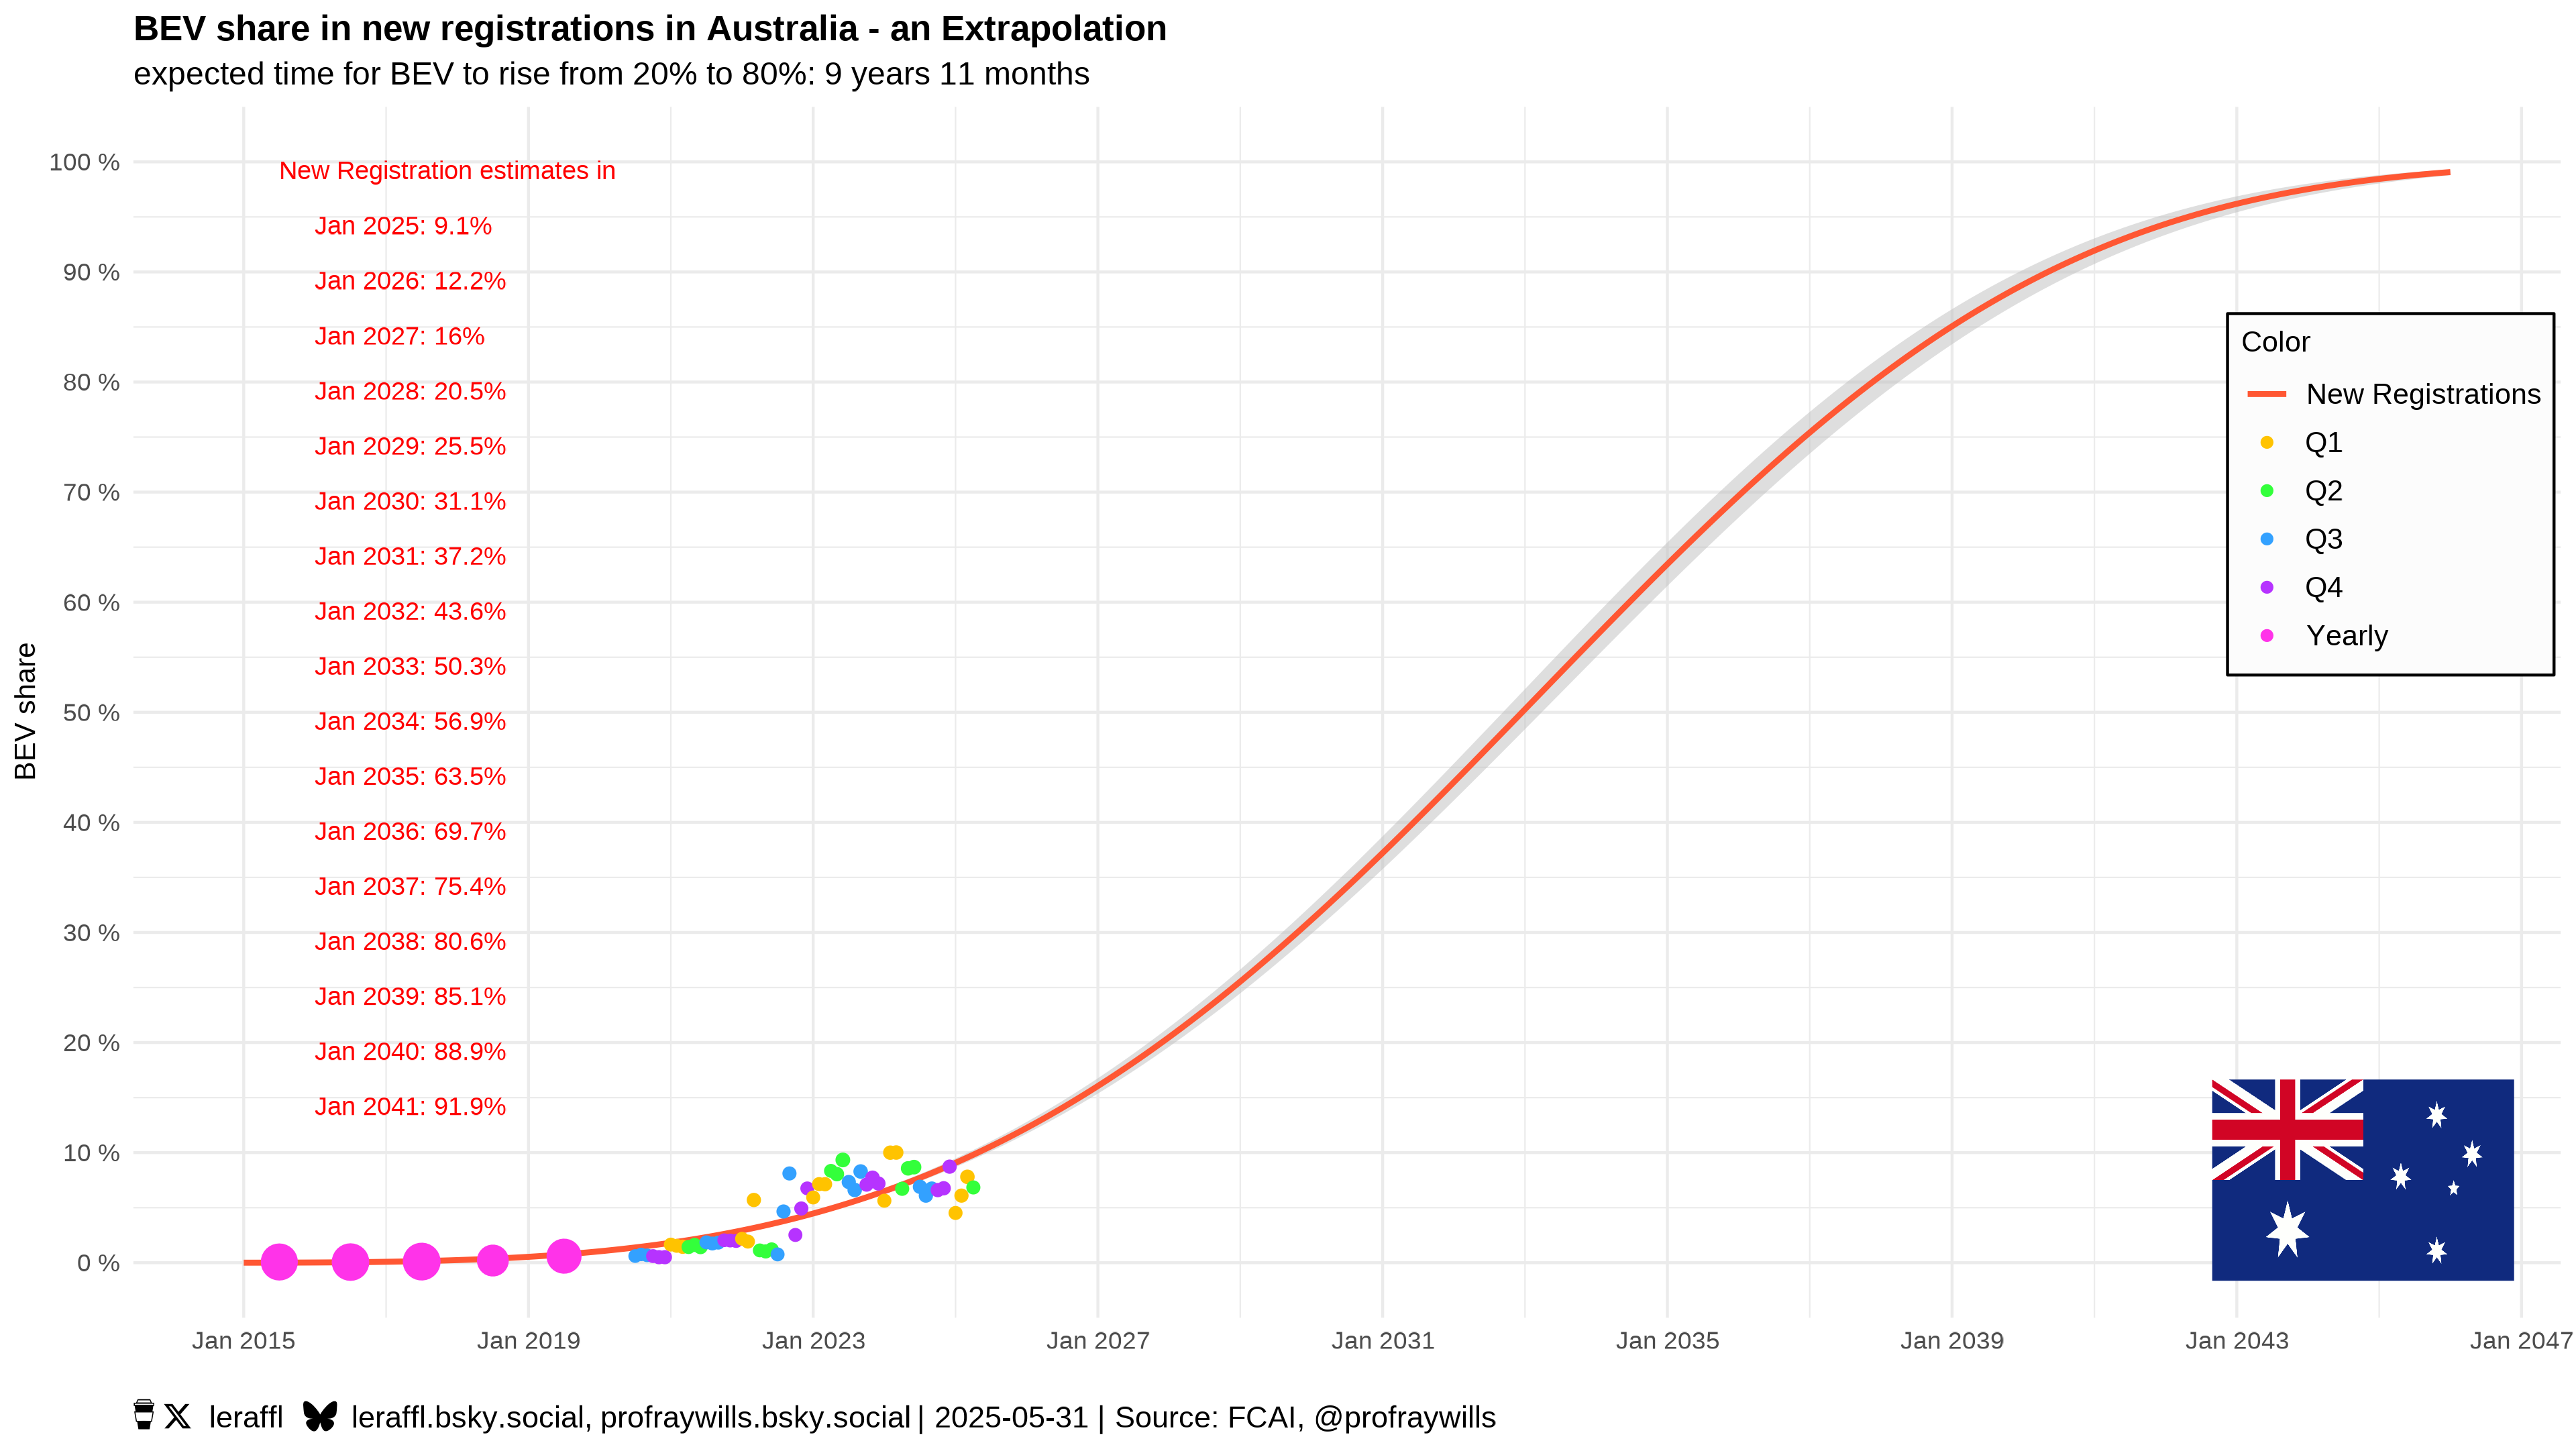 BEV share in new registrations in Australia - an Extrapolation
expected time for BEV to rise from 20% to 80%: 9 years 11 months
BEV share
100 %
90 %
80 %
70 %
60 %
50 %
40 %
30 %
20 %
10 %
0 %
New Registration estimates in
Jan 2025: 9.1%
Jan 2026: 12.2%
Jan 2027: 16%
Jan 2028: 20.5%
Jan 2029: 25.5%
Jan 2030: 31.1%
Jan 2031: 37.2%
Jan 2032: 43.6%
Jan 2033: 50.3%
Jan 2034: 56.9%
Jan 2035: 63.5%
Jan 2036: 69.7%
Jan 2037: 75.4%
Jan 2038: 80.6%
Jan 2039: 85.1%
Jan 2040: 88.9%
Jan 2041: 91.9%
Color
New Registrations
Q1
Q2
Q3
Q4
Yearly
Jan 2015 Jan 2019 Jan 2023 Jan 2027 Jan 2031 Jan 2035 Jan 2039 Jan 2043 Jan 2047
leraffl leraffl.bsky.social, profraywills.bsky.social | 2025-05-31 | Source: FCAI, @profraywills